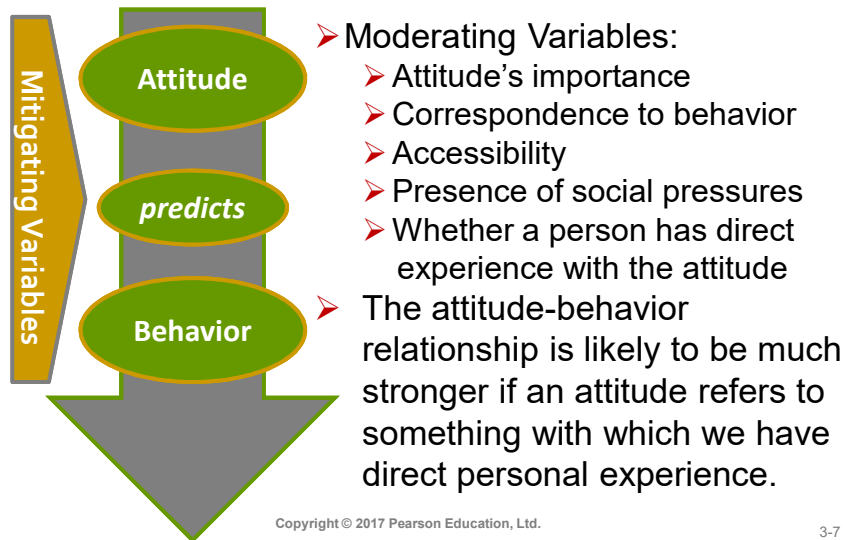 Mitigating Variables
Attitude
predicts
Behavior
➢ Moderating Variables:
➢ Attitude’s importance
➢ Correspondence to behavior
➢ Accessibility
➢ Presence of social pressures
➢ Whether a person has direct
experience with the attitude
➢ The attitude-behavior
relationship is likely to be much
stronger if an attitude refers to
something with which we have
direct personal experience.
Copyright © 2017 Pearson Education, Ltd.
3-7